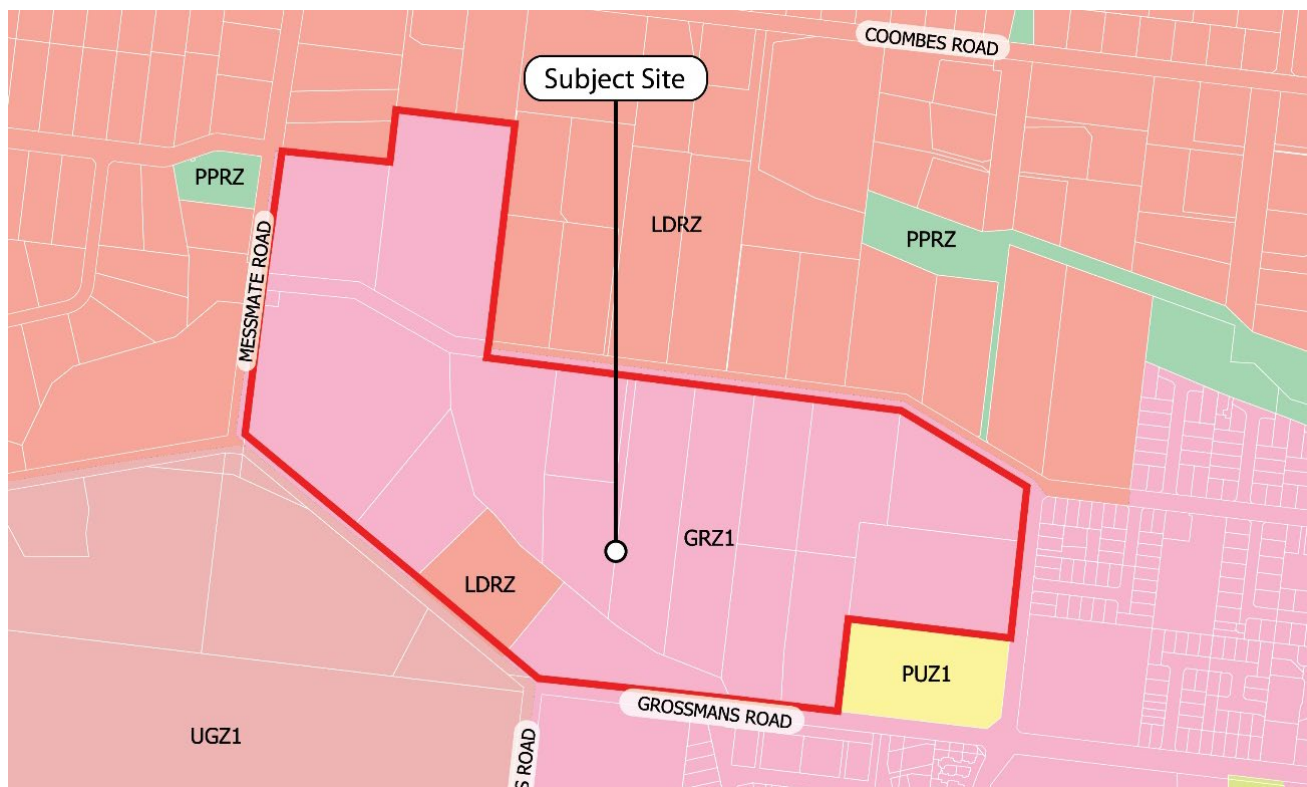 COOMBES ROAD
Subject Site
PPRZ
LDRZ
PPRZ
MESSMATE ROAD
GRZ1
LDRZ
PUZ1
GROSSMANS ROAD
UGZ1
S ROAD